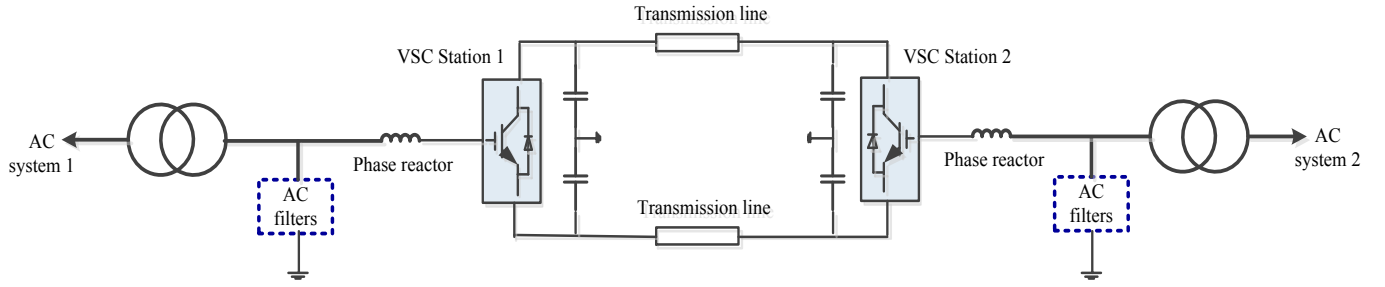 Transmission line
VSC Station 1
VSC Station 2
AC
system 1
Phase reactor
AC
filters
Transmission line
Phase reactor
AC
filters
AC
system 2